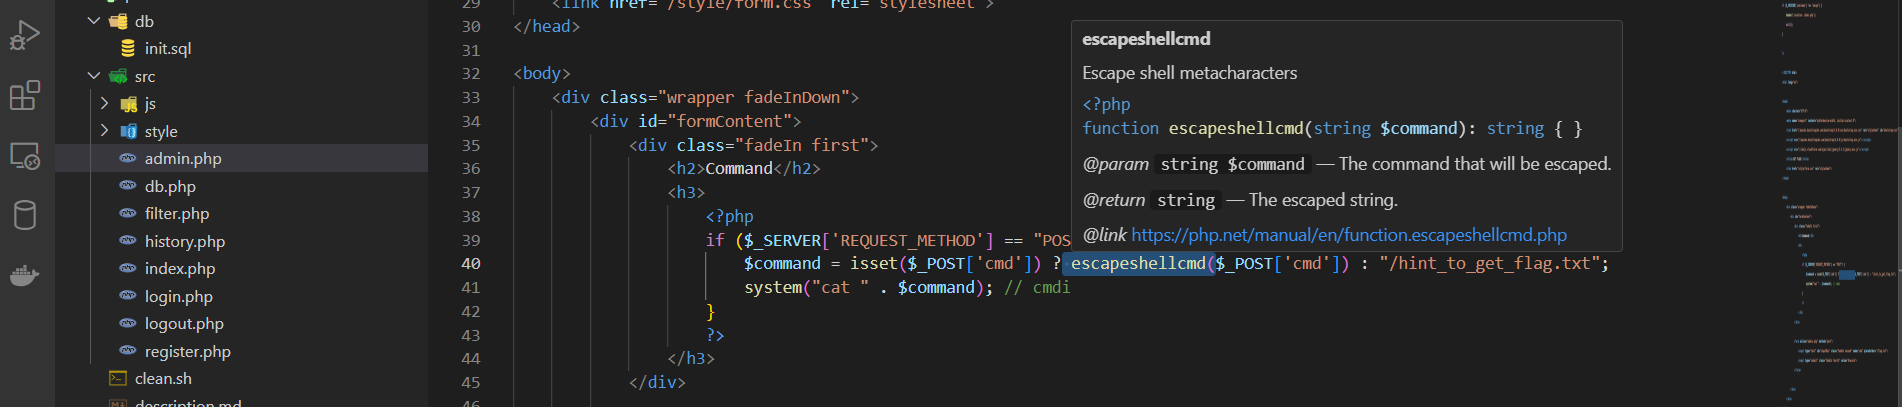 db
init.sql
src
js
style
admin.php
db.php
filter.php
history.php
index.php
login.php
logout.php
register.php
clean.sh
description.md
29 <link href="/style/form.css" rel="stylesheet">
30 </head>
31
32 <body>
33 <div class="wrapper fadeInDown">
34 <div id="formContent">
35 <div class="fadeIn first">
36 <h2>Command</h2>
37 <h3>
38 <?php
39 if ($_SERVER['REQUEST_METHOD'] == "POS
40 $command = isset($_POST['cmd']) ? escapeshellcmd($_POST['cmd']) : "/hint_to_get_flag.txt";
41 system("cat " . $command); // cmdi
42 }
43 ?>
44 </h3>
45 </div>
46
escapeshellcmd
Escape shell metacharacters
<?php
function escapeshellcmd(string $command): string { }
@param string $command — The command that will be escaped.
@return string — The escaped string.
@link https://php.net/manual/en/function.escapeshellcmd.php